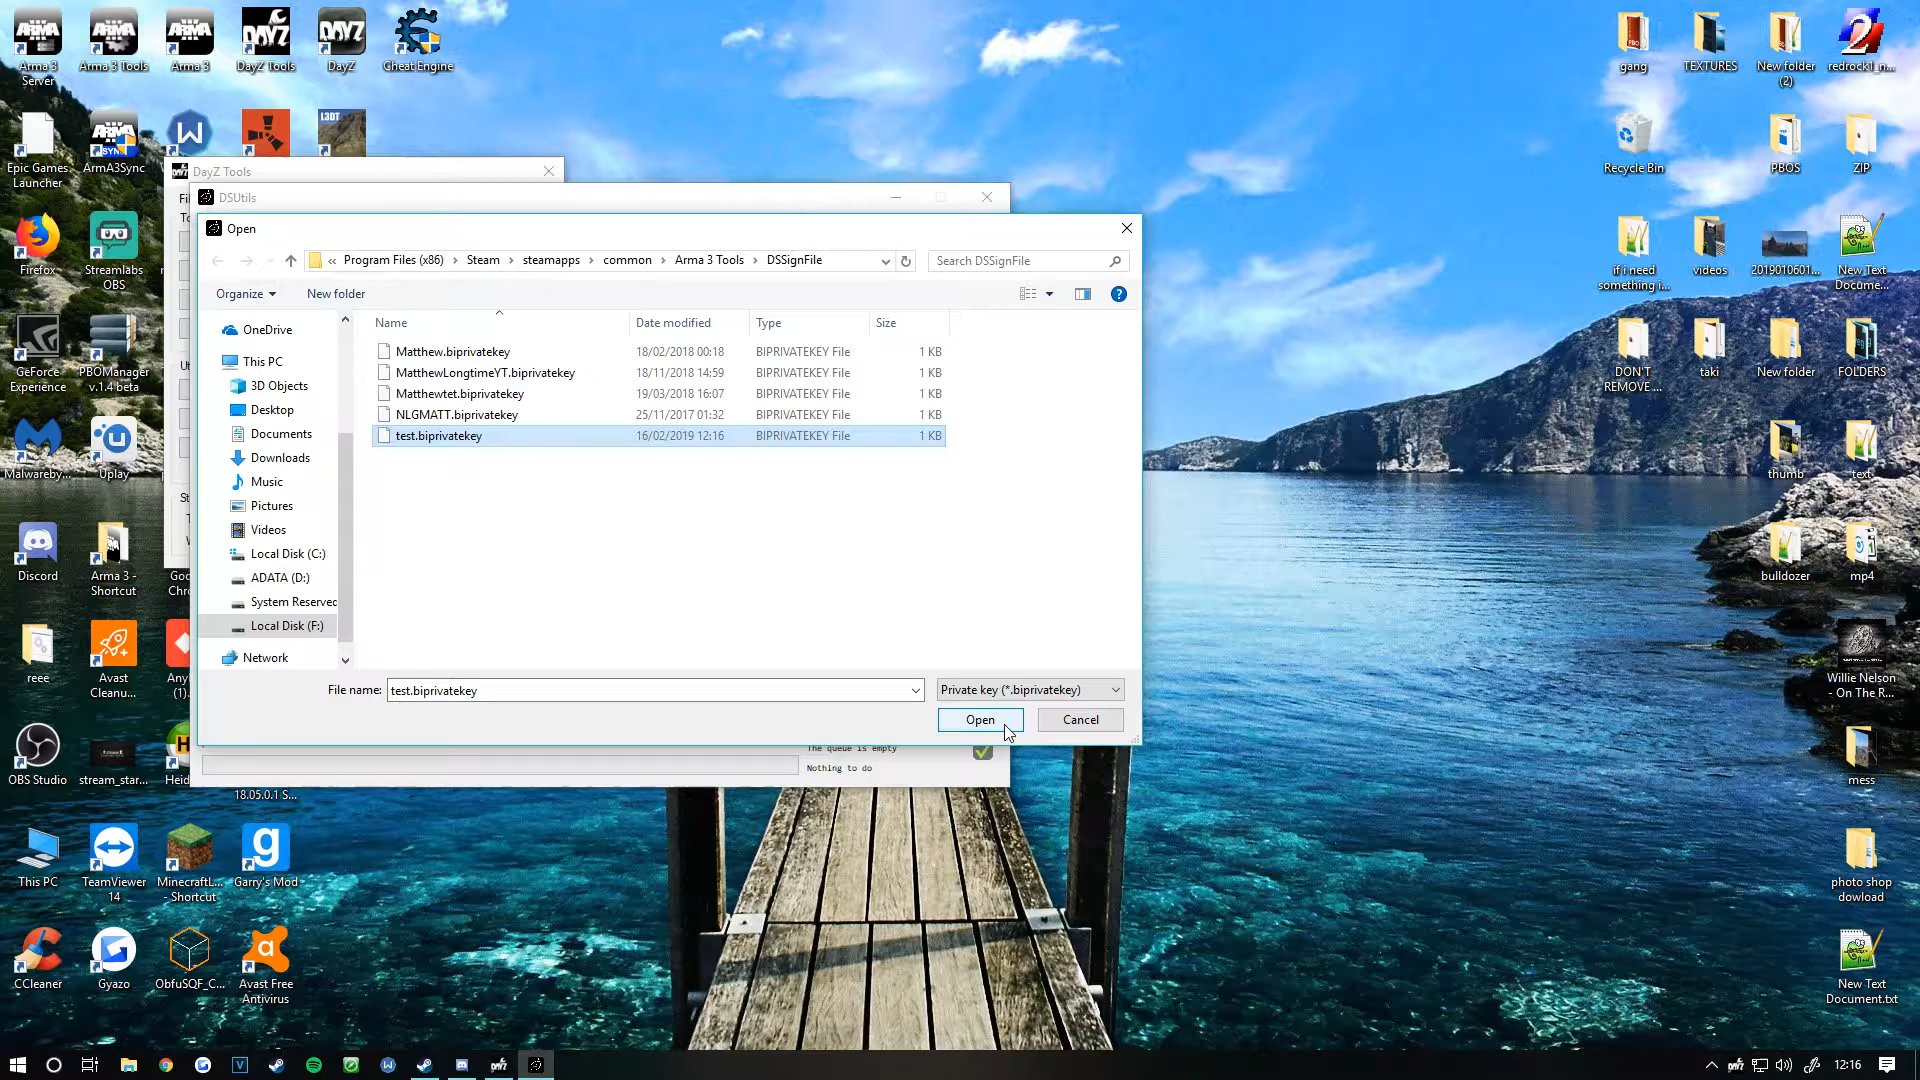 Arma 3 Server
Arma 3 Tools
Arma 3
DayZ Tools
DayZ
Cheat Engine
gang
TEXTURES
New folder (2)
redrock1_n...
Epic Games Launcher
ArmA3Sync
Recycle Bin
PBOS
ZIP
DayZ Tools
DSUtils
Open
Program Files (x86)
Steam
steamapps
common
Arma 3 Tools
DSSignFile
Search DSSignFile
Organize
New folder
Name
Date modified
Type
Size
Matthew.biprivatekey 18/02/2018 00:18 BIPRIVATEKEY File 1 KB
MatthewLongtimeYT.biprivatekey 18/11/2018 14:59 BIPRIVATEKEY File 1 KB
Matthewtet.biprivatekey 19/03/2018 16:07 BIPRIVATEKEY File 1 KB
NLGMATT.biprivatekey 25/11/2017 01:32 BIPRIVATEKEY File 1 KB
test.biprivatekey 16/02/2019 12:16 BIPRIVATEKEY File 1 KB
OneDrive
This PC
3D Objects
Desktop
Documents
Downloads
Music
Pictures
Videos
Local Disk (C:)
ADATA (D:)
System Reserved
Local Disk (F:)
Network
File name: test.biprivatekey
Private key (*.biprivatekey)
Open
Cancel
The queue is empty
Nothing to do
Firefox
Streamlabs OBS
if i need something i...
videos
2019010601...
New Text Docume...
GeForce Experience
PBOManager v.1.4 beta
DON'T REMOVE ...
taki
New folder
FOLDERS
Malwareby...
Uplay
thumb
text
Discord
Arma 3 - Shortcut
bulldozer
mp4
reee
Avast Cleanu...
Willie Nelson - On The R...
OBS Studio
stream_star...
18.05.0.1 S...
mess
This PC
TeamViewer 14
MinecraftL... - Shortcut
Garry's Mod
photo shop dowload
CCleaner
Gyazo
ObfuSQF_C...
Avast Free Antivirus
New Text Document.txt
12:16